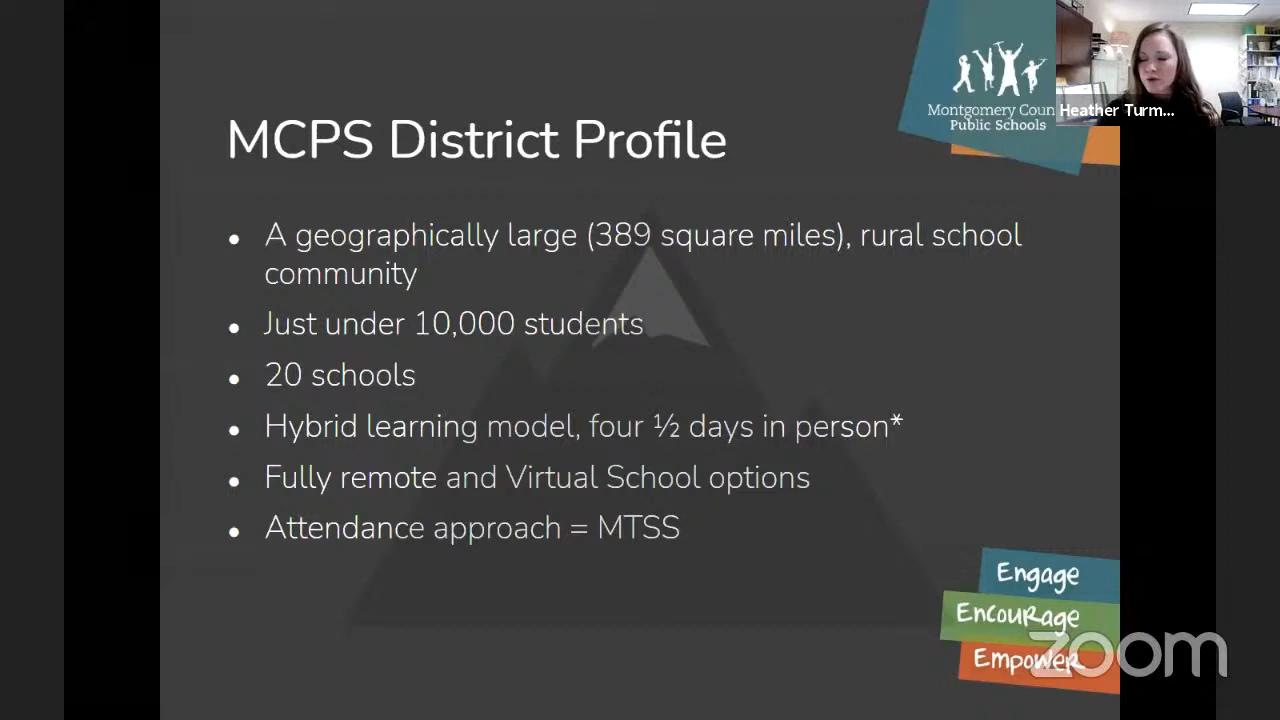 Montgomery Coun
Public Schools
Heather Turm...
MCPS District Profile
• A geographically large (389 square miles), rural school
community
• Just under 10,000 students
• 20 schools
• Hybrid learning model, four ½ days in person*
• Fully remote and Virtual School options
• Attendance approach = MTSS
Engage
Encourage
Empower
zoom